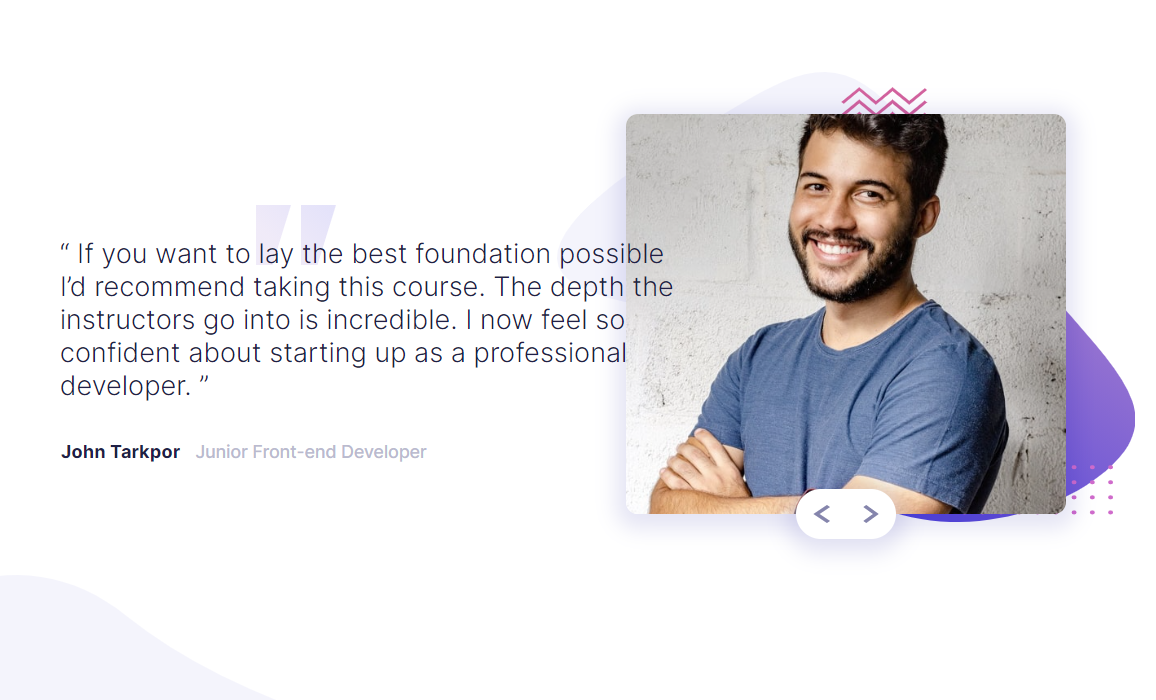 “ If you want to lay the best foundation possible
I’d recommend taking this course. The depth the
instructors go into is incredible. I now feel so
confident about starting up as a professional
developer. ”
John Tarkpor Junior Front-end Developer